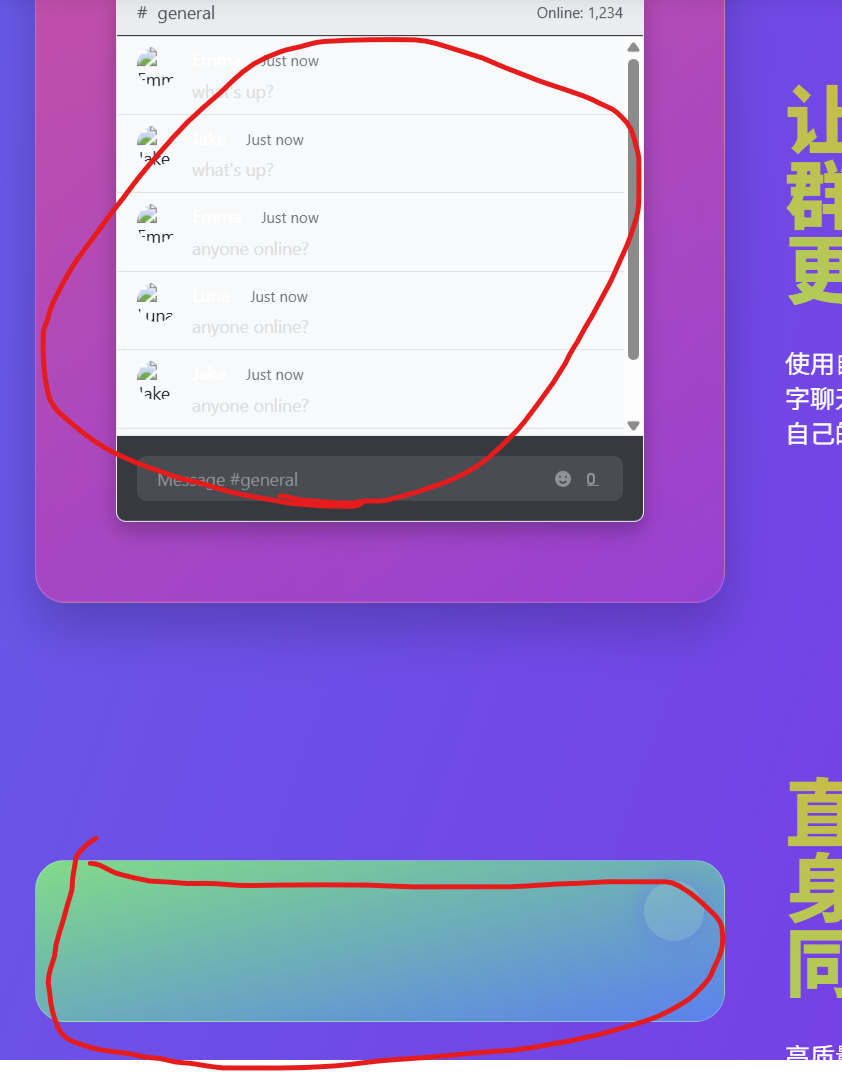 # general
Online: 1,234
Emma Just now
Emm
what's up?
Jake Just now
Jake
what's up?
Emma Just now
Emm
anyone online?
Luna Just now
Luna
anyone online?
Jake Just now
Jake
anyone online?
Message #general
让
群
更
使用
字聊
自己的
直
身
同
高质量